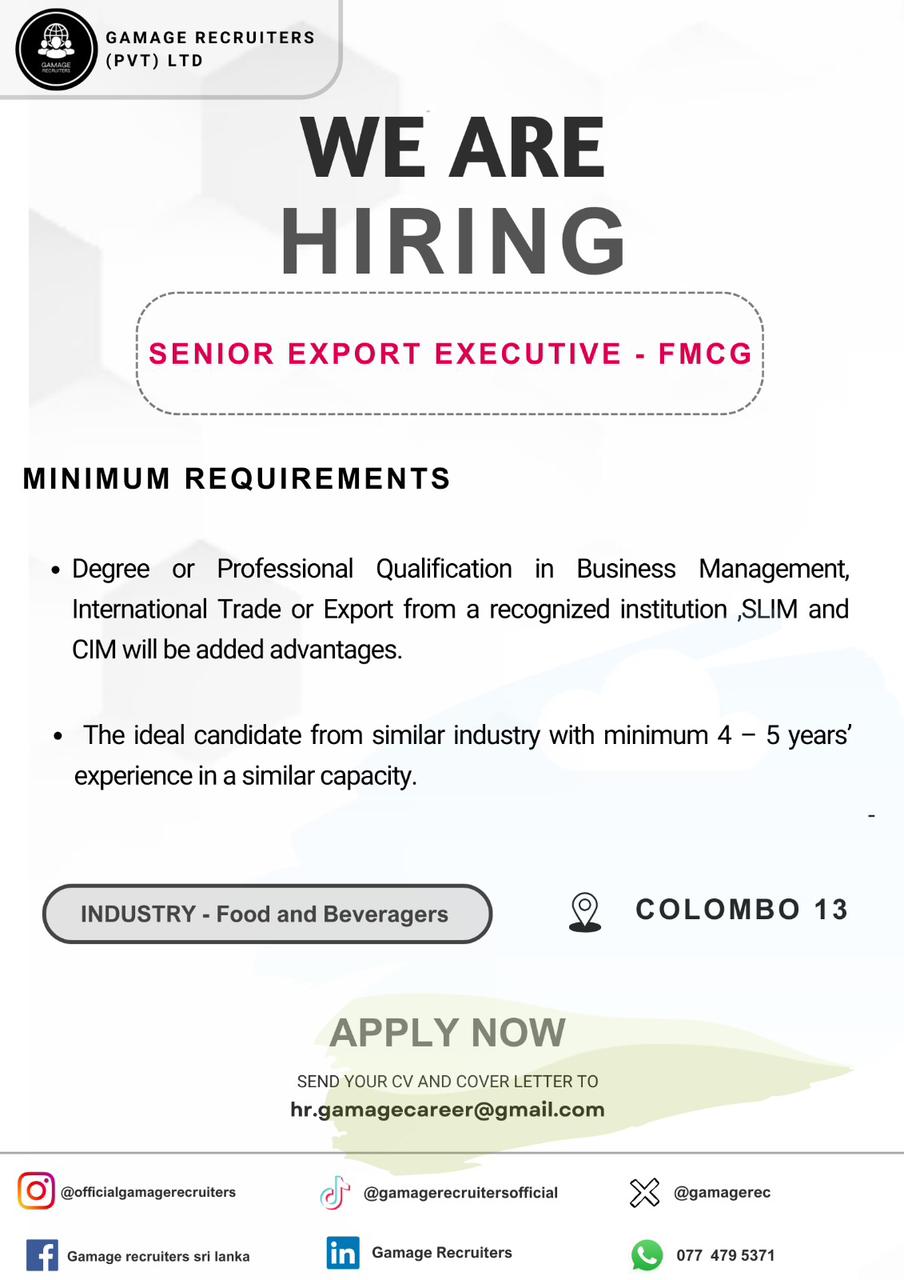 GAMAGE RECRUITERS
(PVT) LTD
GAMAGE
RECRUITERS
WE ARE
HIRING
SENIOR EXPORT EXECUTIVE - FMCG
MINIMUM REQUIREMENTS
• Degree or Professional Qualification in Business Management,
International Trade or Export from a recognized institution ,SLIM and
CIM will be added advantages.
• The ideal candidate from similar industry with minimum 4 – 5 years’
experience in a similar capacity.
-
INDUSTRY - Food and Beveragers
COLOMBO 13
APPLY NOW
SEND YOUR CV AND COVER LETTER TO
hr.gamagecareer@gmail.com
@officialgamagerecruiters
@gamagerecruitersofficial
@gamagerec
Gamage recruiters sri lanka
Gamage Recruiters
077 479 5371